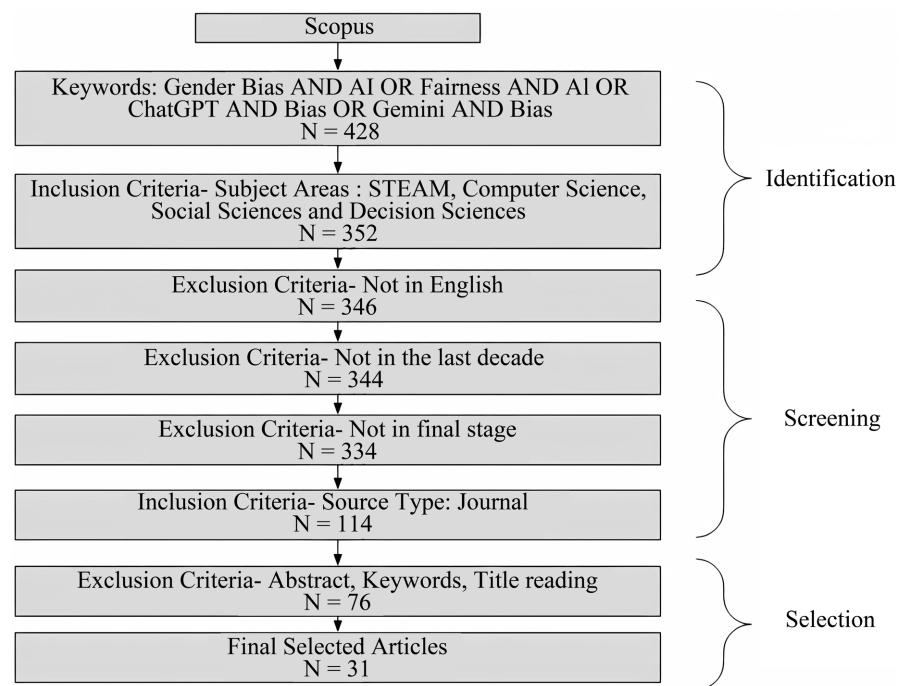 Scopus
Keywords: Gender Bias AND AI OR Fairness AND AI OR
ChatGPT AND Bias OR Gemini AND Bias
N = 428
Identification
Inclusion Criteria- Subject Areas : STEAM, Computer Science,
Social Sciences and Decision Sciences
N = 352
Exclusion Criteria- Not in English
N = 346
Exclusion Criteria- Not in the last decade
N = 344
Screening
Exclusion Criteria- Not in final stage
N = 334
Inclusion Criteria- Source Type: Journal
N = 114
Exclusion Criteria- Abstract, Keywords, Title reading
N = 76
Selection
Final Selected Articles
N = 31